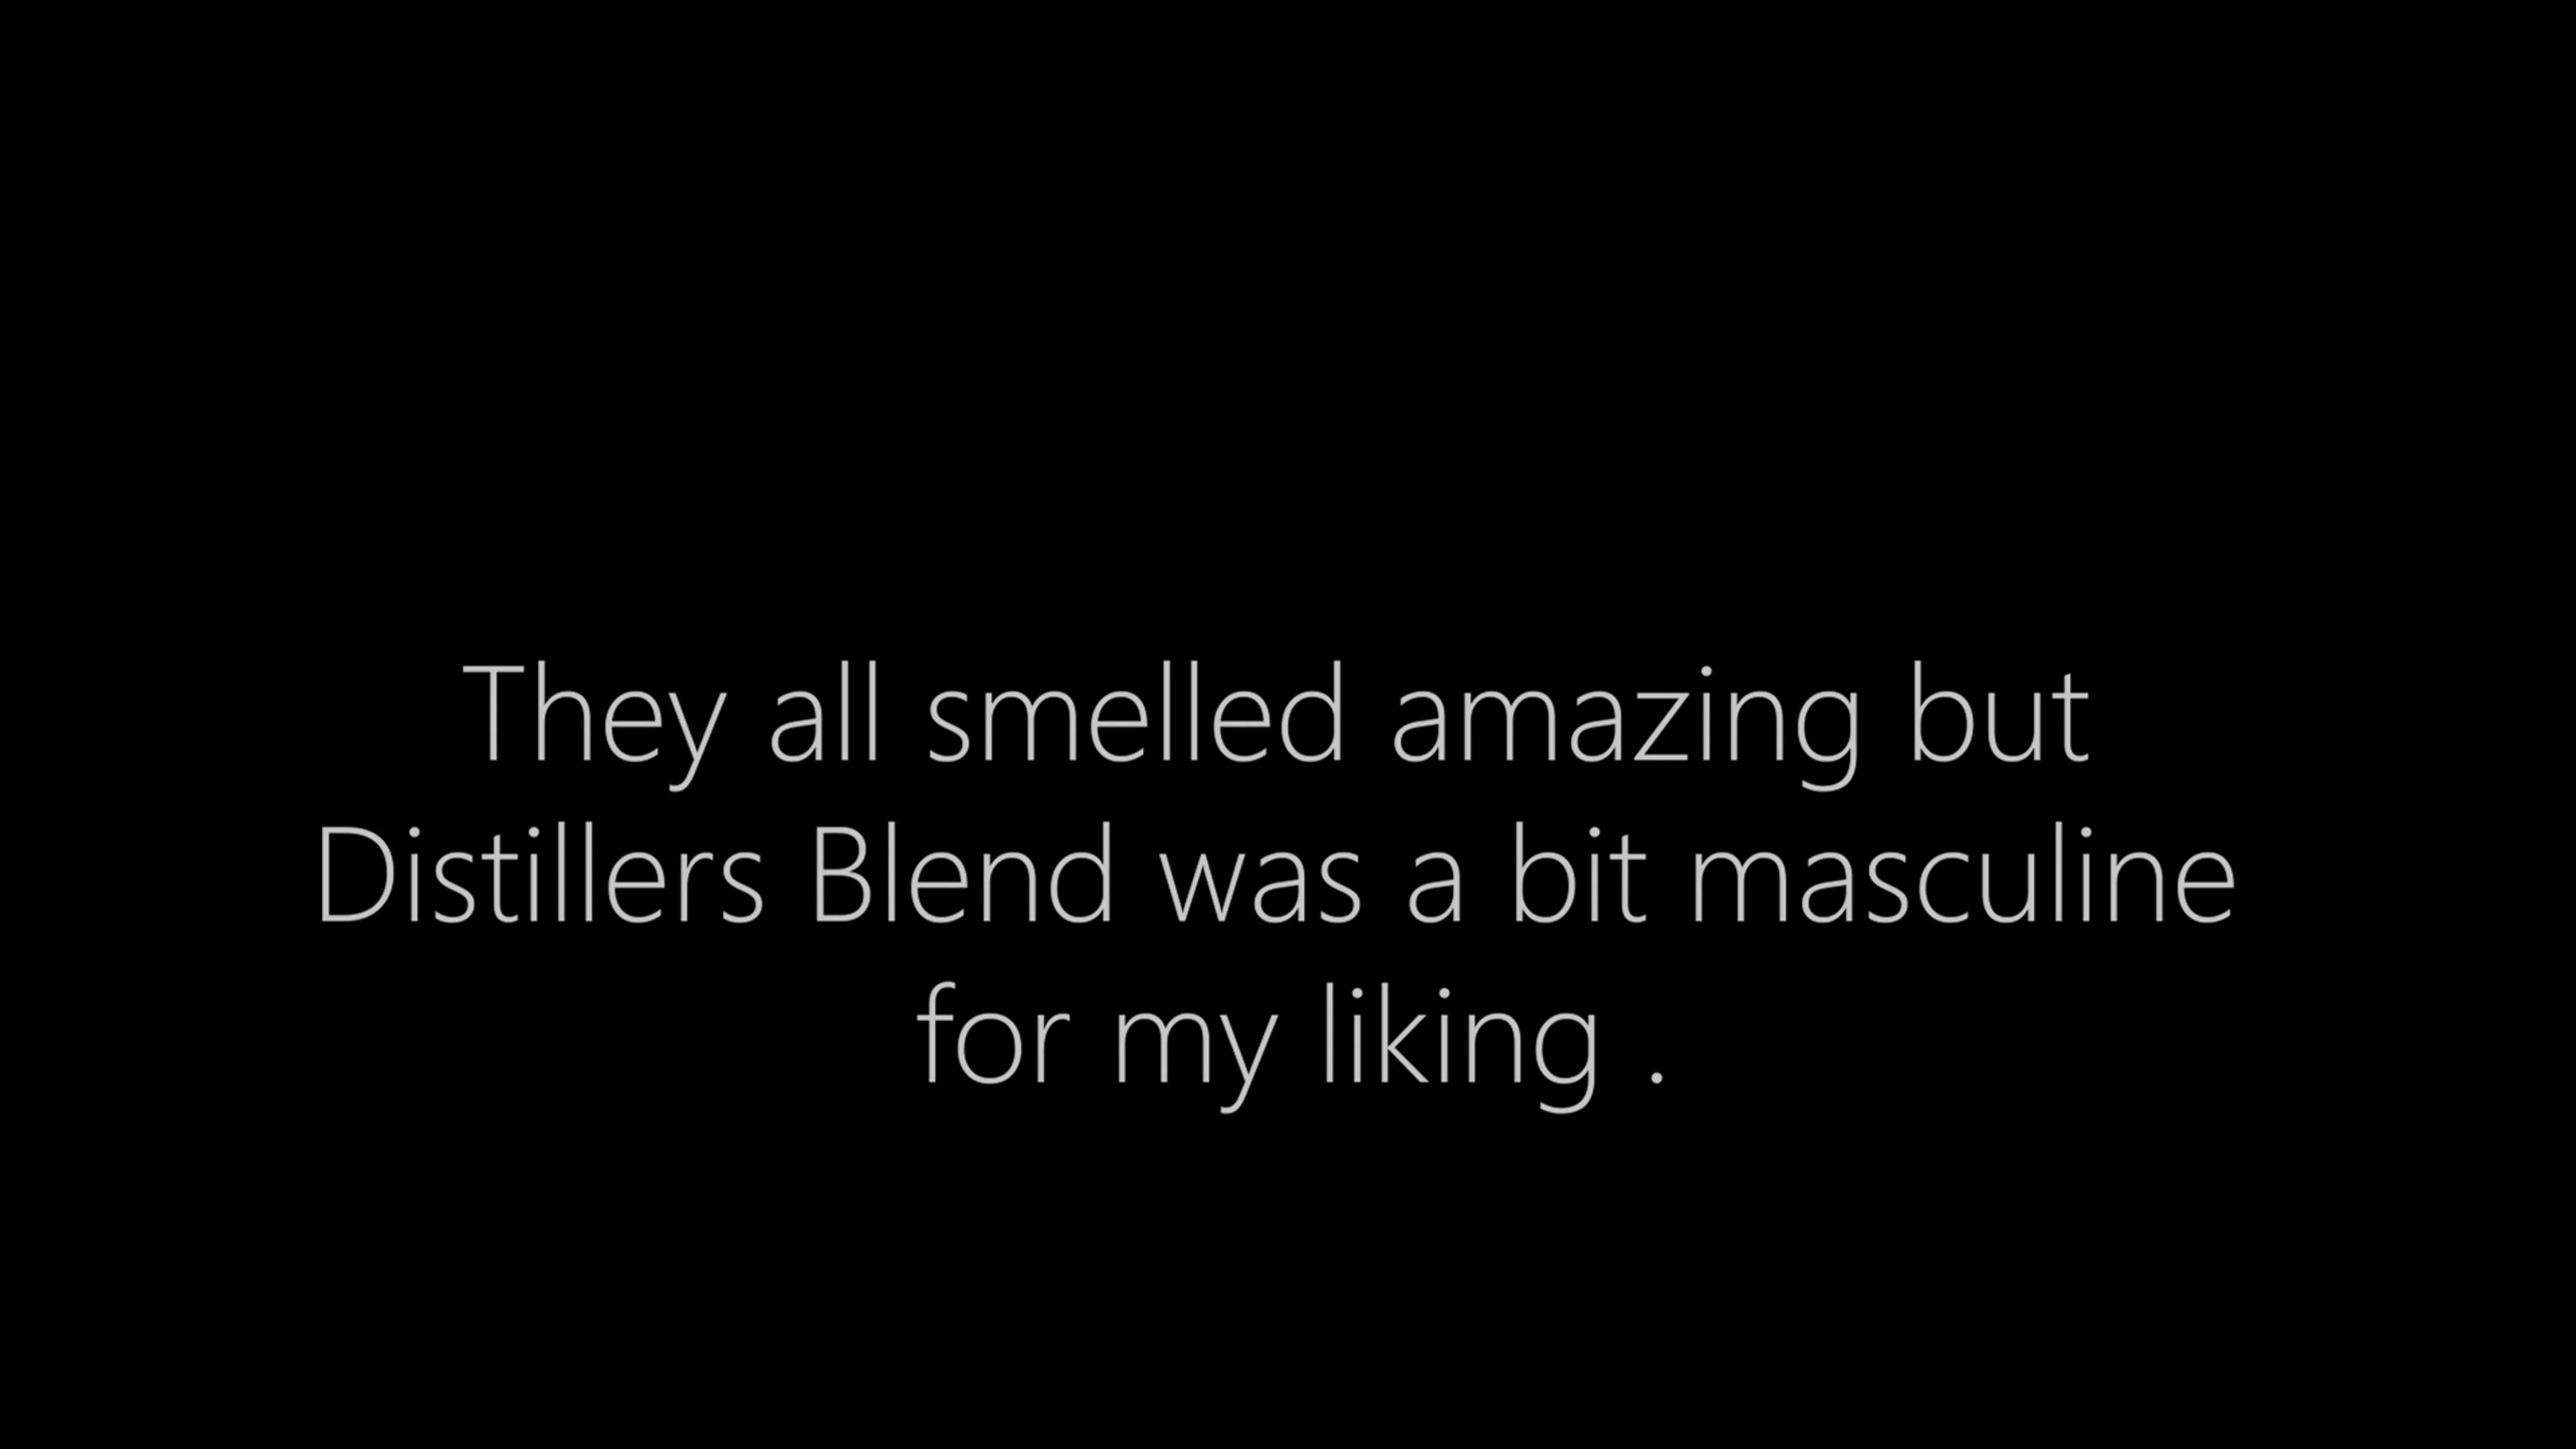 They all smelled amazing but
Distillers Blend was a bit masculine
for my liking .